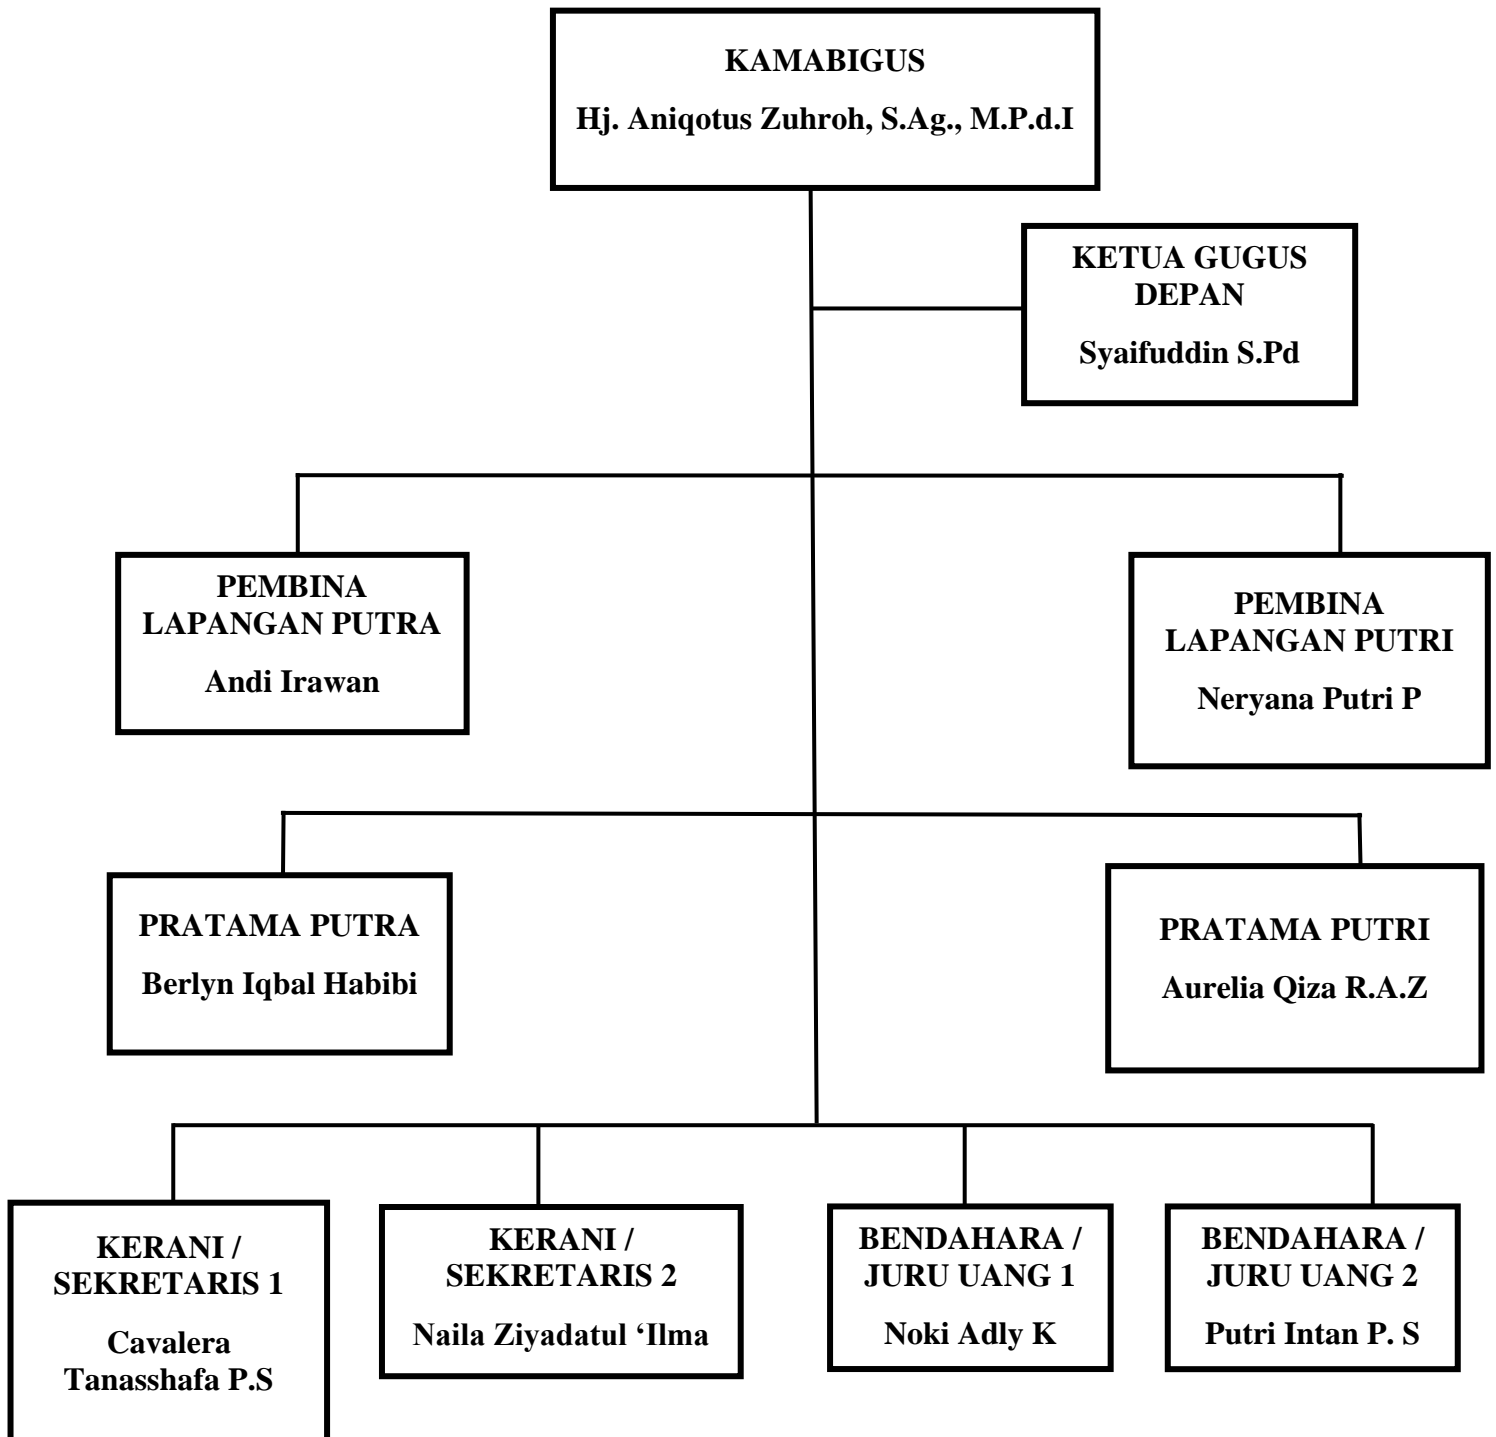 KAMABIGUS
Hj. Aniqotus Zuhroh, S.Ag., M.P.d.I
KETUA GUGUS
DEPAN
Syaifuddin S.Pd
PEMBINA
LAPANGAN PUTRA
Andi Irawan
PEMBINA
LAPANGAN PUTRI
Neryana Putri P
PRATAMA PUTRA
Berlyn Iqbal Habibi
PRATAMA PUTRI
Aurelia Qiza R.A.Z
KERANI /
SEKRETARIS 1
Cavalera
Tanasshafa P.S
KERANI /
SEKRETARIS 2
Naila Ziyadatul ‘Ilma
BENDAHARA /
JURU UANG 1
Noki Adly K
BENDAHARA /
JURU UANG 2
Putri Intan P. S